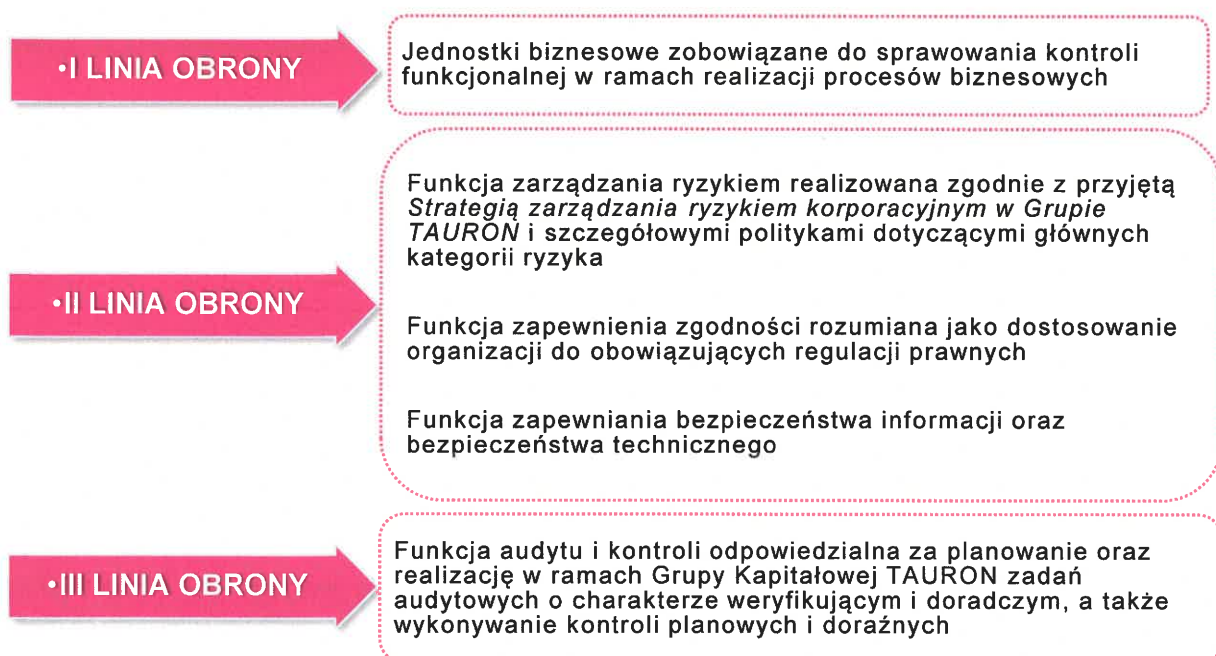 •I LINIA OBRONY
Jednostki biznesowe zobowiązane do sprawowania kontroli
funkcjonalnej w ramach realizacji procesów biznesowych
•II LINIA OBRONY
Funkcja zarządzania ryzykiem realizowana zgodnie z przyjętą
Strategią zarządzania ryzykiem korporacyjnym w Grupie
TAURON i szczegółowymi politykami dotyczącymi głównych
kategorii ryzyka
Funkcja zapewnienia zgodności rozumiana jako dostosowanie
organizacji do obowiązujących regulacji prawnych
Funkcja zapewniania bezpieczeństwa informacji oraz
bezpieczeństwa technicznego
•III LINIA OBRONY
Funkcja audytu i kontroli odpowiedzialna za planowanie oraz
realizację w ramach Grupy Kapitałowej TAURON zadań
audytowych o charakterze weryfikującym i doradczym, a także
wykonywanie kontroli planowych i doraźnych